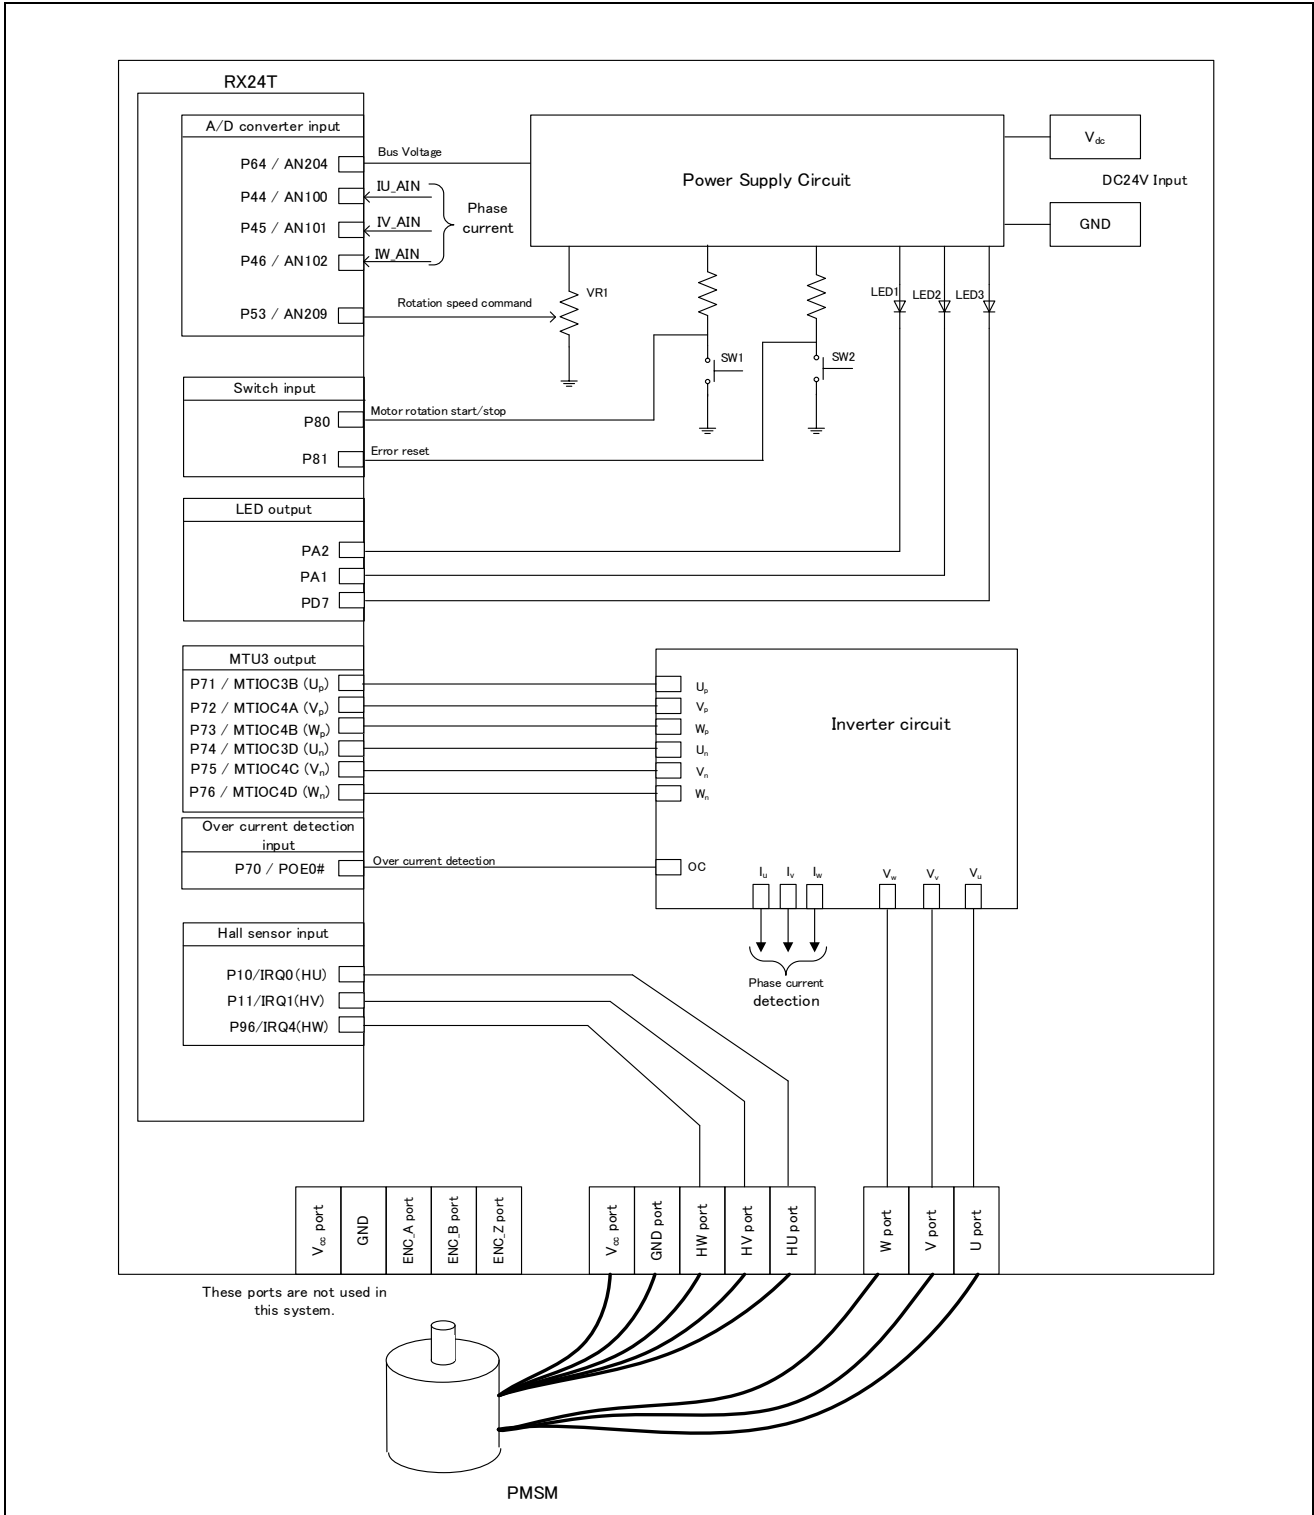 RX24T
A/D converter input
P64 / AN204
P44 / AN100
P45 / AN101
P46 / AN102
P53 / AN209
Bus Voltage
IU_AIN
IV_AIN
IW_AIN
Phase
current
Rotation speed command
VR1
Power Supply Circuit
Vdc
DC24V Input
GND
SW1
SW2
LED1
LED2
LED3
Switch input
P80
Motor rotation start/stop
P81
Error reset
LED output
PA2
PA1
PD7
MTU3 output
P71 / MTIOC3B (Up)
P72 / MTIOC4A (Vp)
P73 / MTIOC4B (Wp)
P74 / MTIOC3D (Un)
P75 / MTIOC4C (Vn)
P76 / MTIOC4D (Wn)
Up
Vp
Wp
Un
Vn
Wn
Inverter circuit
Over current detection
input
P70 / POE0#
Over current detection
OC
Iu
Iv
Iw
Vw
Vv
Vu
Phase current
detection
Hall sensor input
P10/IRQ0(HU)
P11/IRQ1(HV)
P96/IRQ4(HW)
Vcc port
GND
ENC_A port
ENC_B port
ENC_Z port
Vcc port
GND port
HW port
HV port
HU port
W port
V port
U port
These ports are not used in
this system.
PMSM